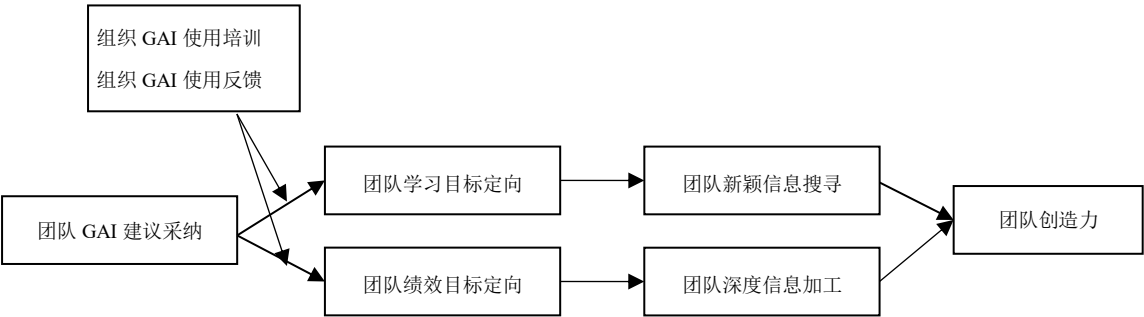 组织 GAI 使用培训
组织 GAI 使用反馈
团队学习目标定向
团队新颖信息搜寻
团队 GAI 建议采纳
团队创造力
团队绩效目标定向
团队深度信息加工